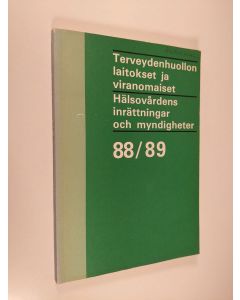 Terveydenhuollon
laitokset ja
viranomaiset
Hälsovårdens
inrättningar
och myndigheter
88/89